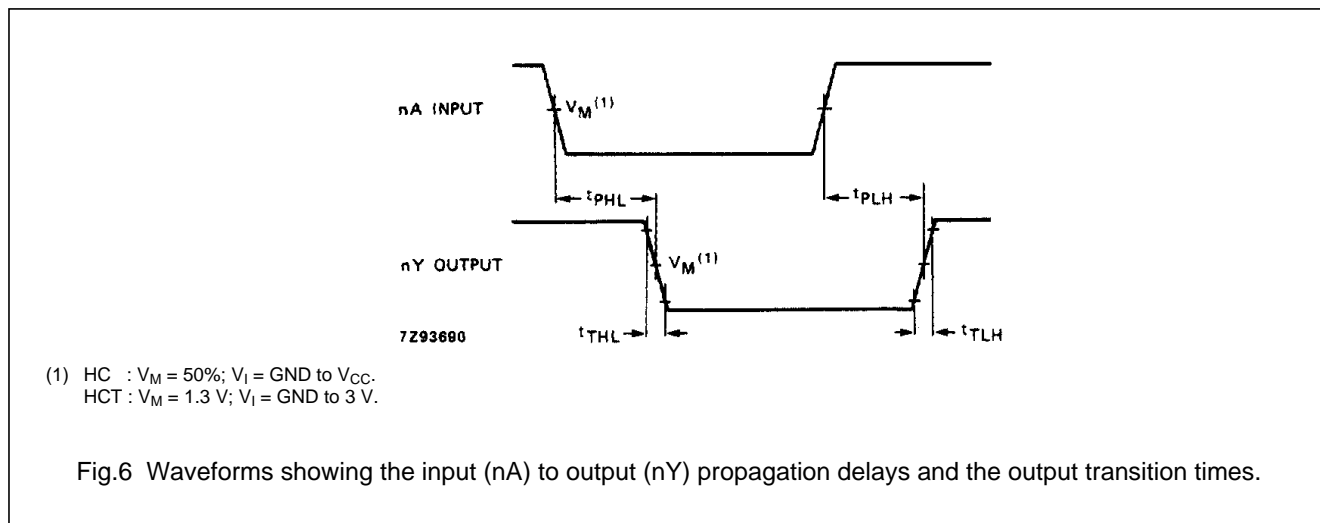 nA INPUT
VM(1)
tPHL
tPLH
nY OUTPUT
VM(1)
7Z93690
tTHL
tTLH
(1) HC : VM = 50%; VI = GND to VCC.
HCT : VM = 1.3 V; VI = GND to 3 V.
Fig.6 Waveforms showing the input (nA) to output (nY) propagation delays and the output transition times.